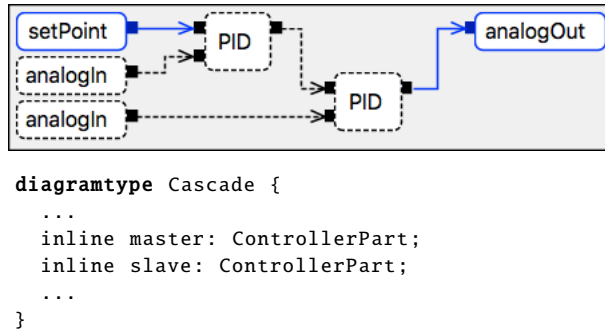 setPoint
PID
analogOut
analogIn
analogIn
PID
diagramtype Cascade {
  ...
  inline master: ControllerPart;
  inline slave: ControllerPart;
  ...
}